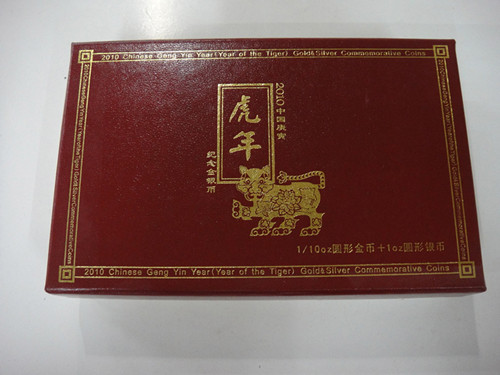 2010 Chinese Geng Yin Year(Year of the Tiger) Gold&Silver Commemorative Coins
2010中国庚寅
虎年
纪念金银币
1/10oz圆形金币+1oz圆形银币
2010 Chinese Geng Yin Year(Year of the Tiger) Gold&Silver Commemorative Coins